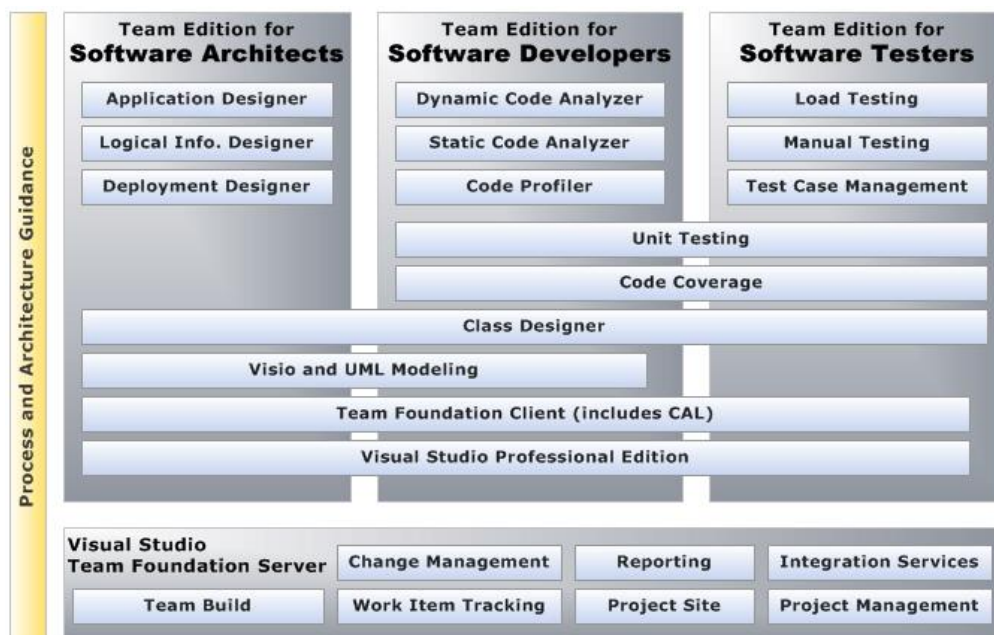 Process and Architecture Guidance
Team Edition for
Software Architects
Application Designer
Logical Info. Designer
Deployment Designer
Team Edition for
Software Developers
Dynamic Code Analyzer
Static Code Analyzer
Code Profiler
Team Edition for
Software Testers
Load Testing
Manual Testing
Test Case Management
Unit Testing
Code Coverage
Class Designer
Visio and UML Modeling
Team Foundation Client (includes CAL)
Visual Studio Professional Edition
Visual Studio
Team Foundation Server
Change Management
Reporting
Integration Services
Team Build
Work Item Tracking
Project Site
Project Management